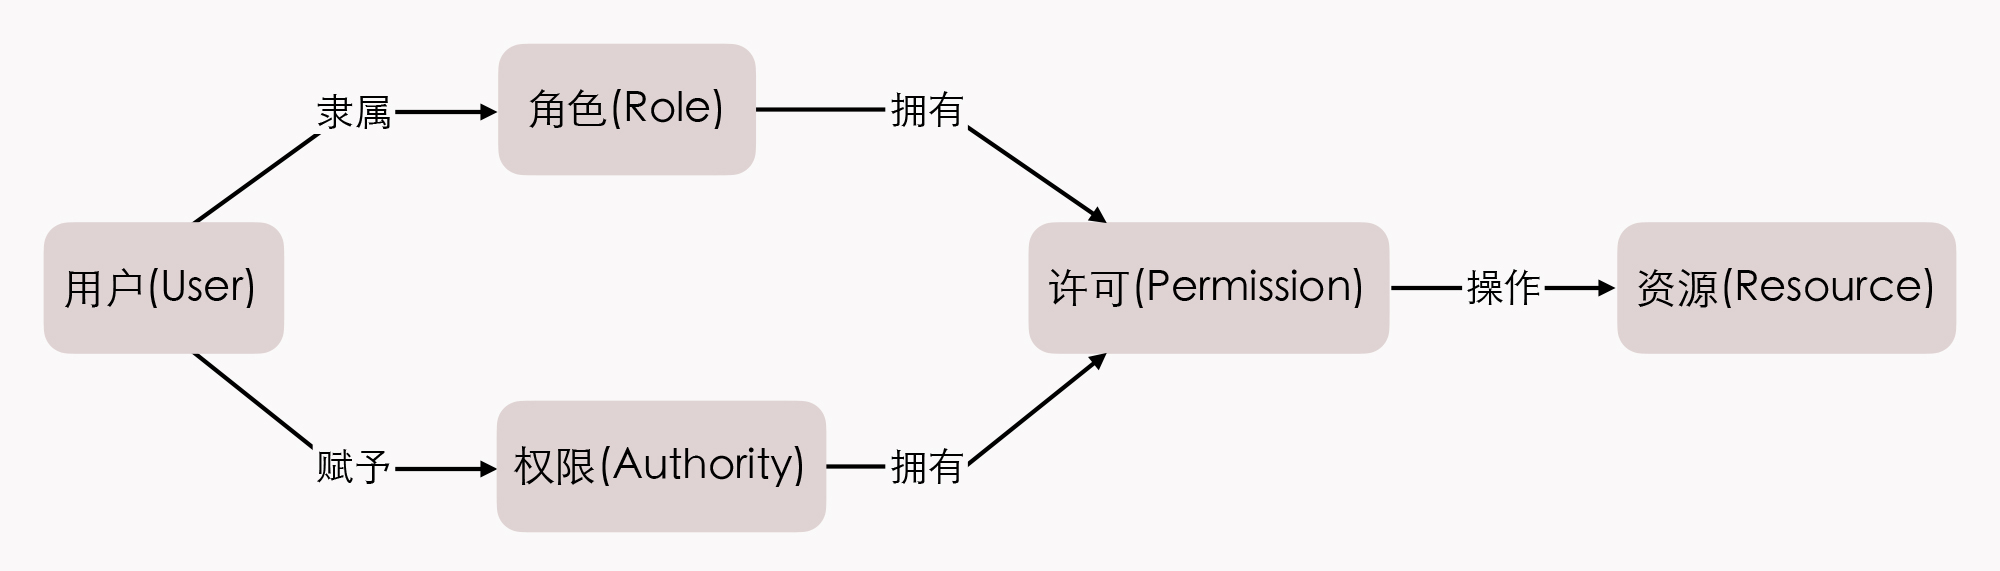 隶属
角色(Role)
拥有
用户(User)
许可(Permission)
操作
资源(Resource)
赋予
权限(Authority)
拥有